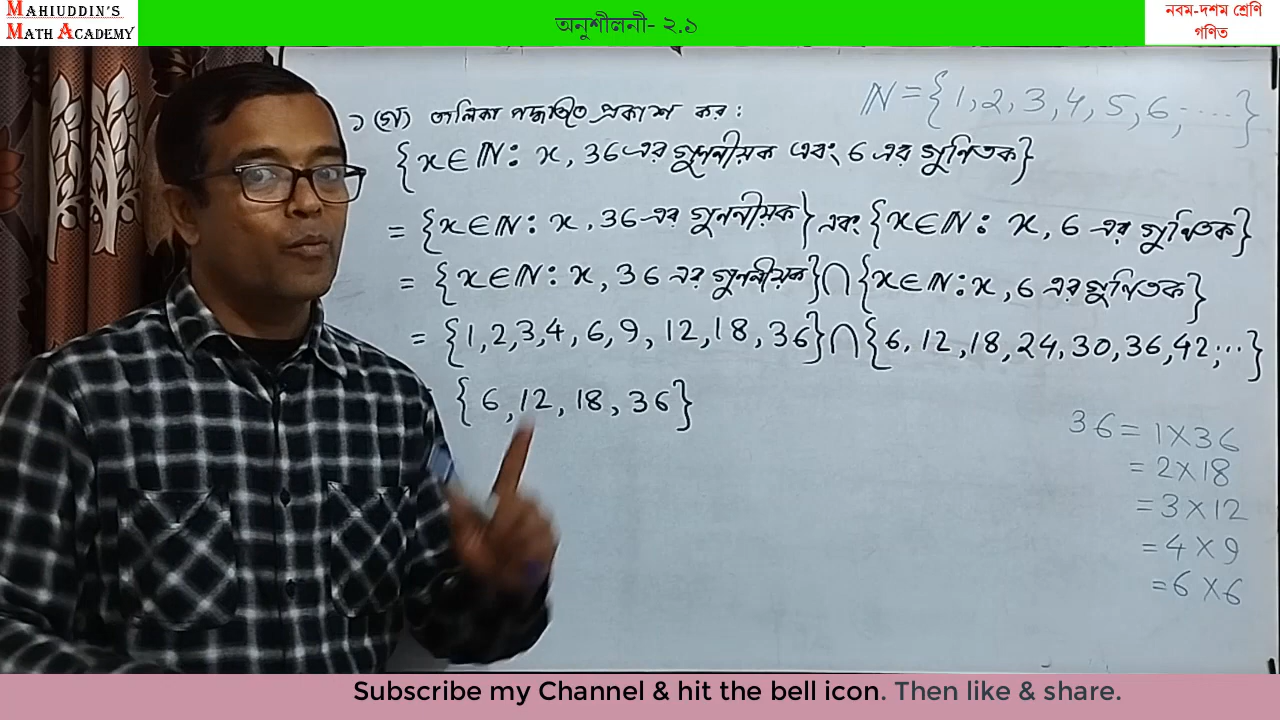 MAHIUDDIN'S
MATH ACADEMY
অনুশীলনী- ২.১
নবম-দশম শ্রেণি
গণিত
N = {1, 2, 3, 4, 5, 6, ...}
১ (গ) তালিকা পদ্ধতিতে প্রকাশ কর :
{x∈N : x, 36 এর গুণনীয়ক এবং 6 এর গুণিতক}
= {x∈N : x, 36 এর গুণনীয়ক} এবং {x∈N : x, 6 এর গুণিতক}
= {x∈N : x, 36 এর গুণনীয়ক} ∩ {x∈N : x, 6 এর গুণিতক}
= {1, 2, 3, 4, 6, 9, 12, 18, 36} ∩ {6, 12, 18, 24, 30, 36, 42, ...}
{6, 12, 18, 36}
36 = 1×36
= 2×18
= 3×12
= 4×9
= 6×6
Subscribe my Channel & hit the bell icon. Then like & share.